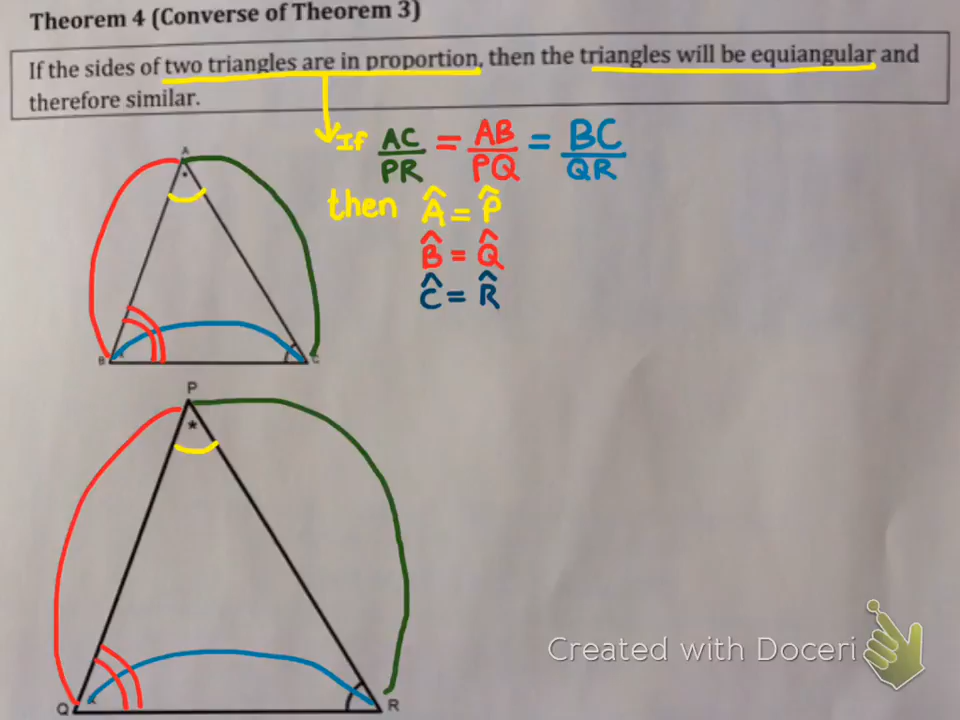 Theorem 4 (Converse of Theorem 3)
If the sides of two triangles are in proportion, then the triangles will be equiangular and
therefore similar.
If AC/PR = AB/PQ = BC/QR
then Â = P̂
B̂ = Q̂
Ĉ = R̂
A
B
C
P
*
Q
R
Created with Doceri